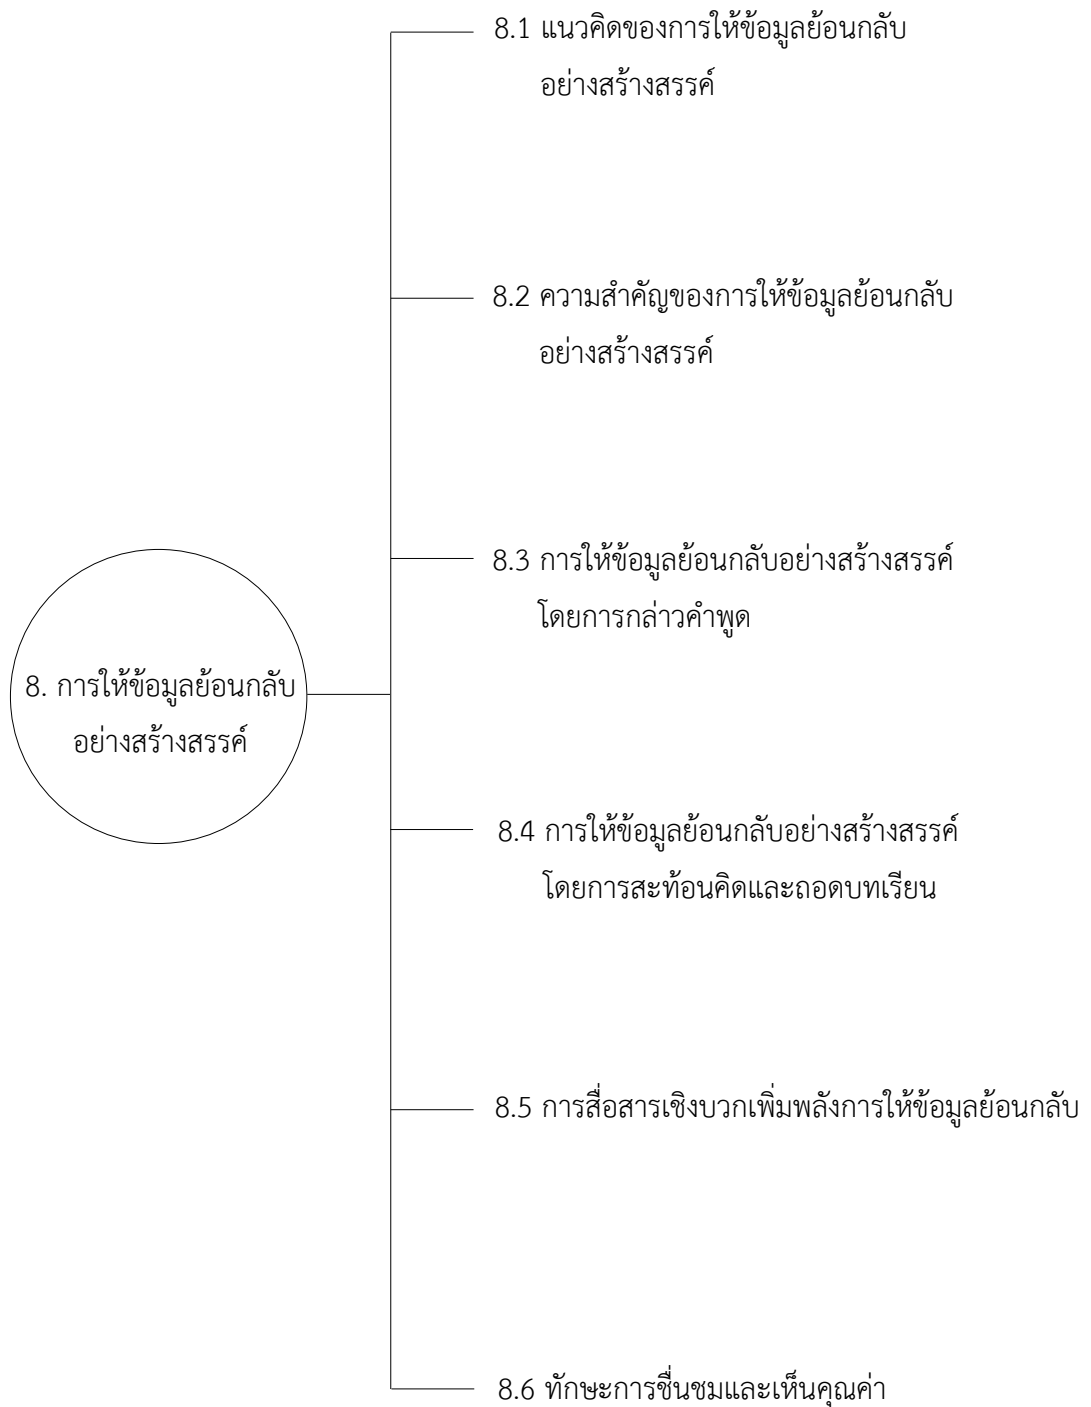 8.1 แนวคิดของการให้ข้อมูลย้อนกลับ
อย่างสร้างสรรค์
8.2 ความสำคัญของการให้ข้อมูลย้อนกลับ
อย่างสร้างสรรค์
8.3 การให้ข้อมูลย้อนกลับอย่างสร้างสรรค์
โดยการกล่าวคำพูด
8. การให้ข้อมูลย้อนกลับ
อย่างสร้างสรรค์
8.4 การให้ข้อมูลย้อนกลับอย่างสร้างสรรค์
โดยการสะท้อนคิดและถอดบทเรียน
8.5 การสื่อสารเชิงบวกเพิ่มพลังการให้ข้อมูลย้อนกลับ
8.6 ทักษะการชื่นชมและเห็นคุณค่า